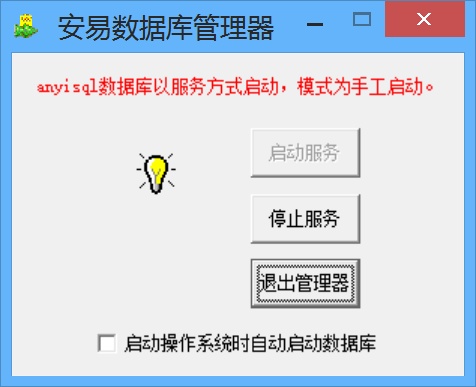 安易数据库管理器
anyisql数据库以服务方式启动，模式为手工启动。
启动服务
停止服务
退出管理器
启动操作系统时自动启动数据库